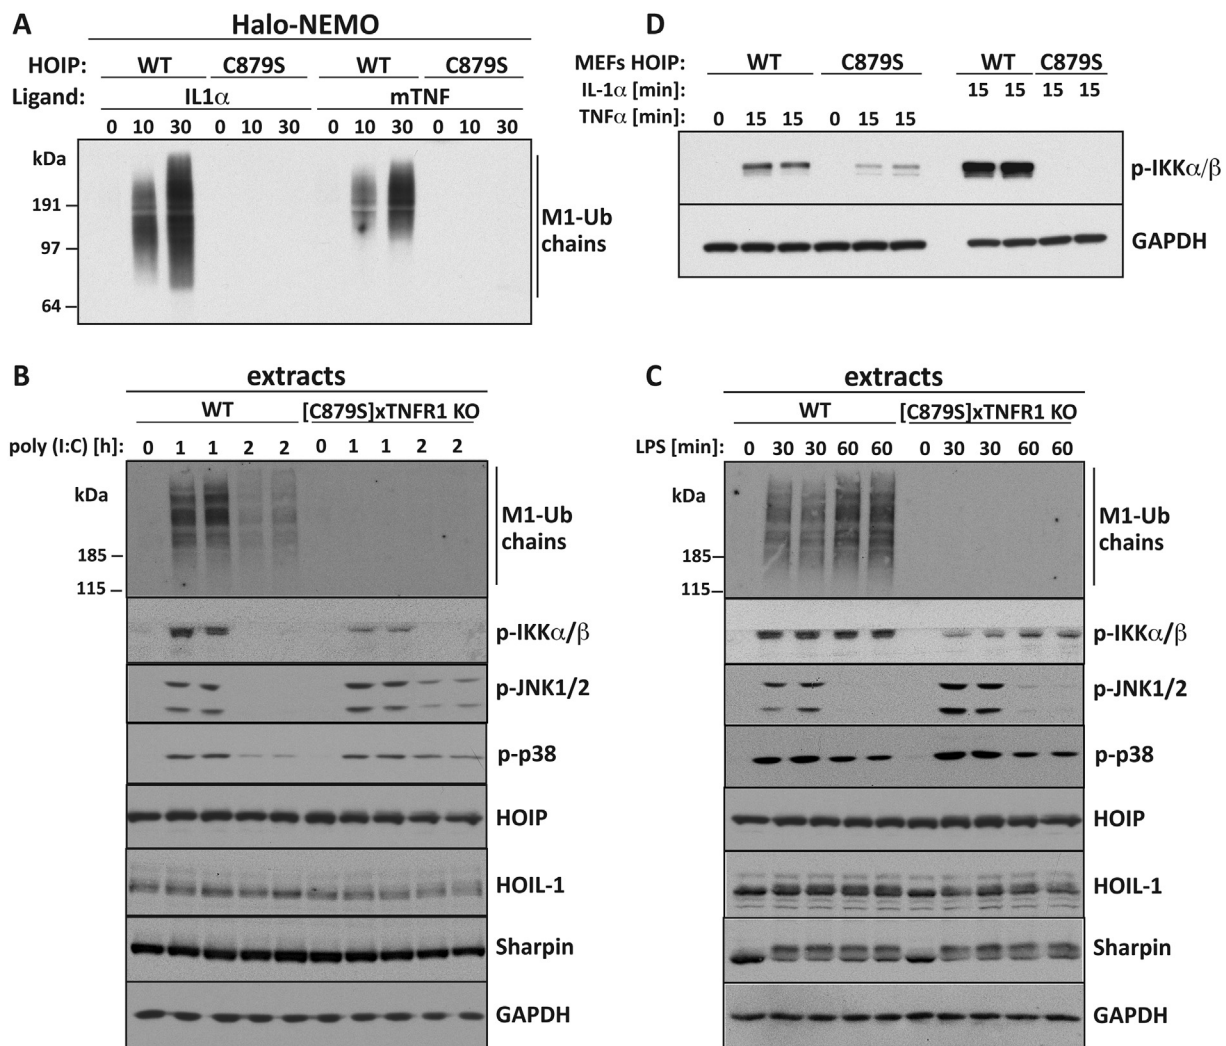 A
Halo-NEMO
HOIP: WT C879S WT C879S
Ligand: IL1α mTNF
0 10 30 0 10 30 0 10 30 0 10 30
kDa
191
97
64
M1-Ub
chains
D
MEFs HOIP: WT C879S WT C879S
IL-1α [min]: 15 15 15 15
TNFα [min]: 0 15 15 0 15 15
p-IKKα/β
GAPDH
B
extracts
WT [C879S]xTNFR1 KO
poly (I:C) [h]: 0 1 1 2 2 0 1 1 2 2
kDa
185
115
M1-Ub
chains
p-IKKα/β
p-JNK1/2
p-p38
HOIP
HOIL-1
Sharpin
GAPDH
C
extracts
WT [C879S]xTNFR1 KO
LPS [min]: 0 30 30 60 60 0 30 30 60 60
kDa
185
115
M1-Ub
chains
p-IKKα/β
p-JNK1/2
p-p38
HOIP
HOIL-1
Sharpin
GAPDH